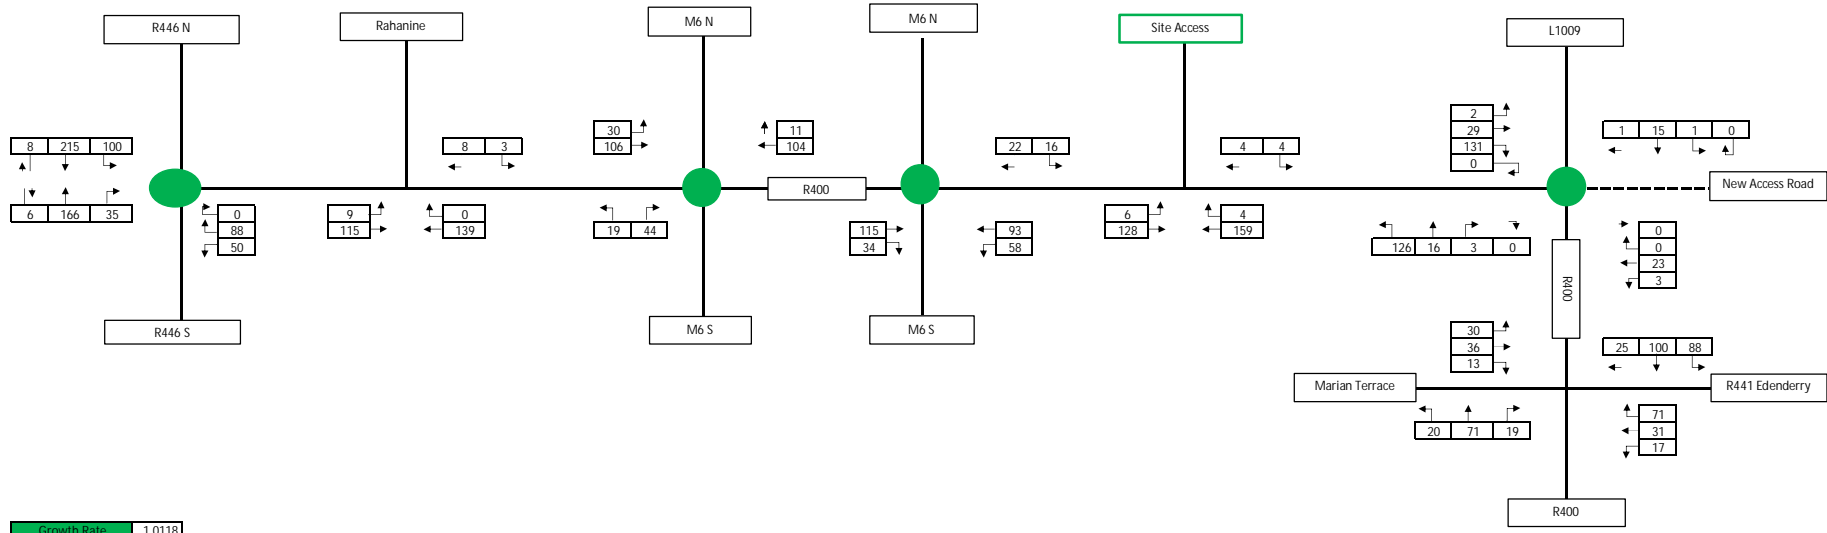 R446 N
Rahanine
M6 N
M6 N
Site Access
L1009
8 215 100
6 166 35
0
88
50
R446 S
8 3
9
115
0
139
30
106
11
104
19 44
M6 S
R400
22 16
115
34
93
58
M6 S
4 4
6
128
4
159
2
29
131
0
1 15 1 0
New Access Road
126 16 3 0
0
0
23
3
R400
30
36
13
25 100 88
Marian Terrace
R441 Edenderry
20 71 19
71
31
17
R400
Growth Rate 1.0118